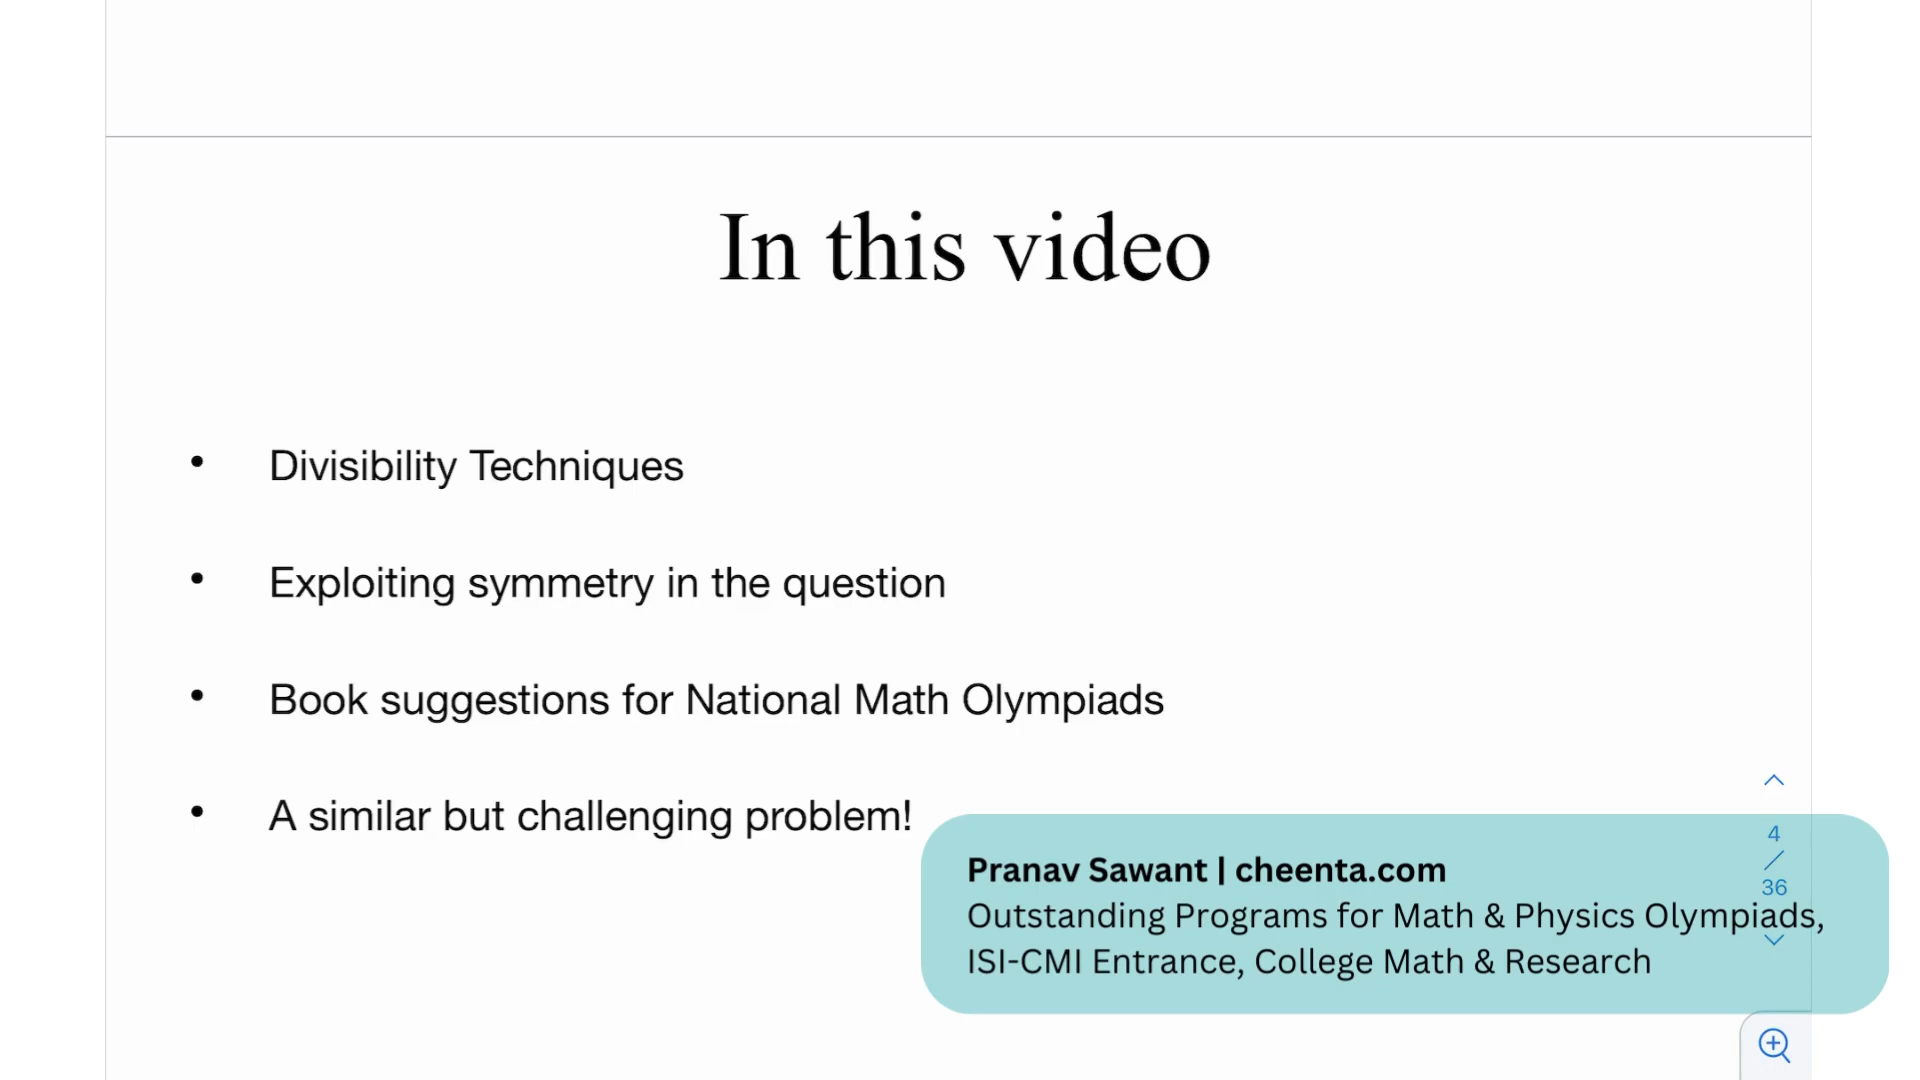 In this video
• Divisibility Techniques
• Exploiting symmetry in the question
• Book suggestions for National Math Olympiads
• A similar but challenging problem!
4
/
36
Pranav Sawant | cheenta.com
Outstanding Programs for Math & Physics Olympiads,
ISI-CMI Entrance, College Math & Research